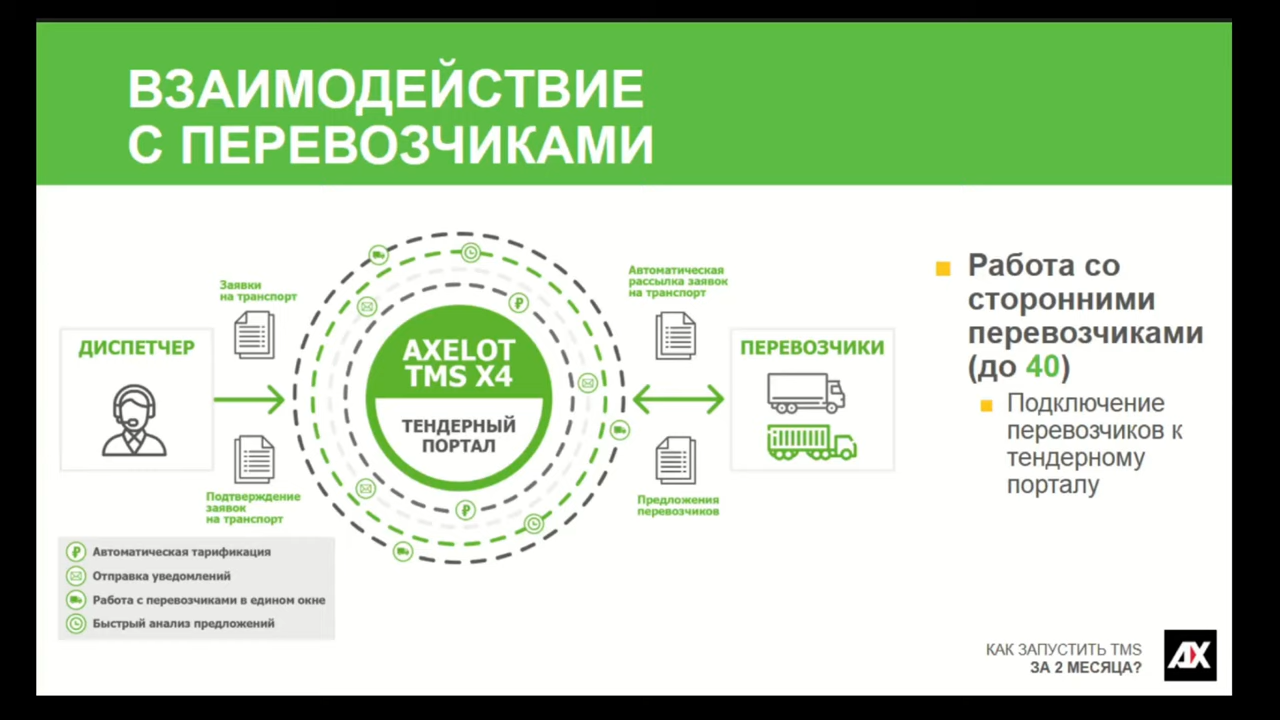 ВЗАИМОДЕЙСТВИЕ
С ПЕРЕВОЗЧИКАМИ
Заявки
на транспорт
ДИСПЕТЧЕР
Подтверждение
заявок
на транспорт
AXELOT
TMS X4
ТЕНДЕРНЫЙ
ПОРТАЛ
Автоматическая
рассылка заявок
на транспорт
ПЕРЕВОЗЧИКИ
Предложения
перевозчиков
Работа со
сторонними
перевозчиками
(до 40)
Подключение
перевозчиков к
тендерному
порталу
Автоматическая тарификация
Отправка уведомлений
Работа с перевозчиками в едином окне
Быстрый анализ предложений
КАК ЗАПУСТИТЬ TMS
ЗА 2 МЕСЯЦА?
AX